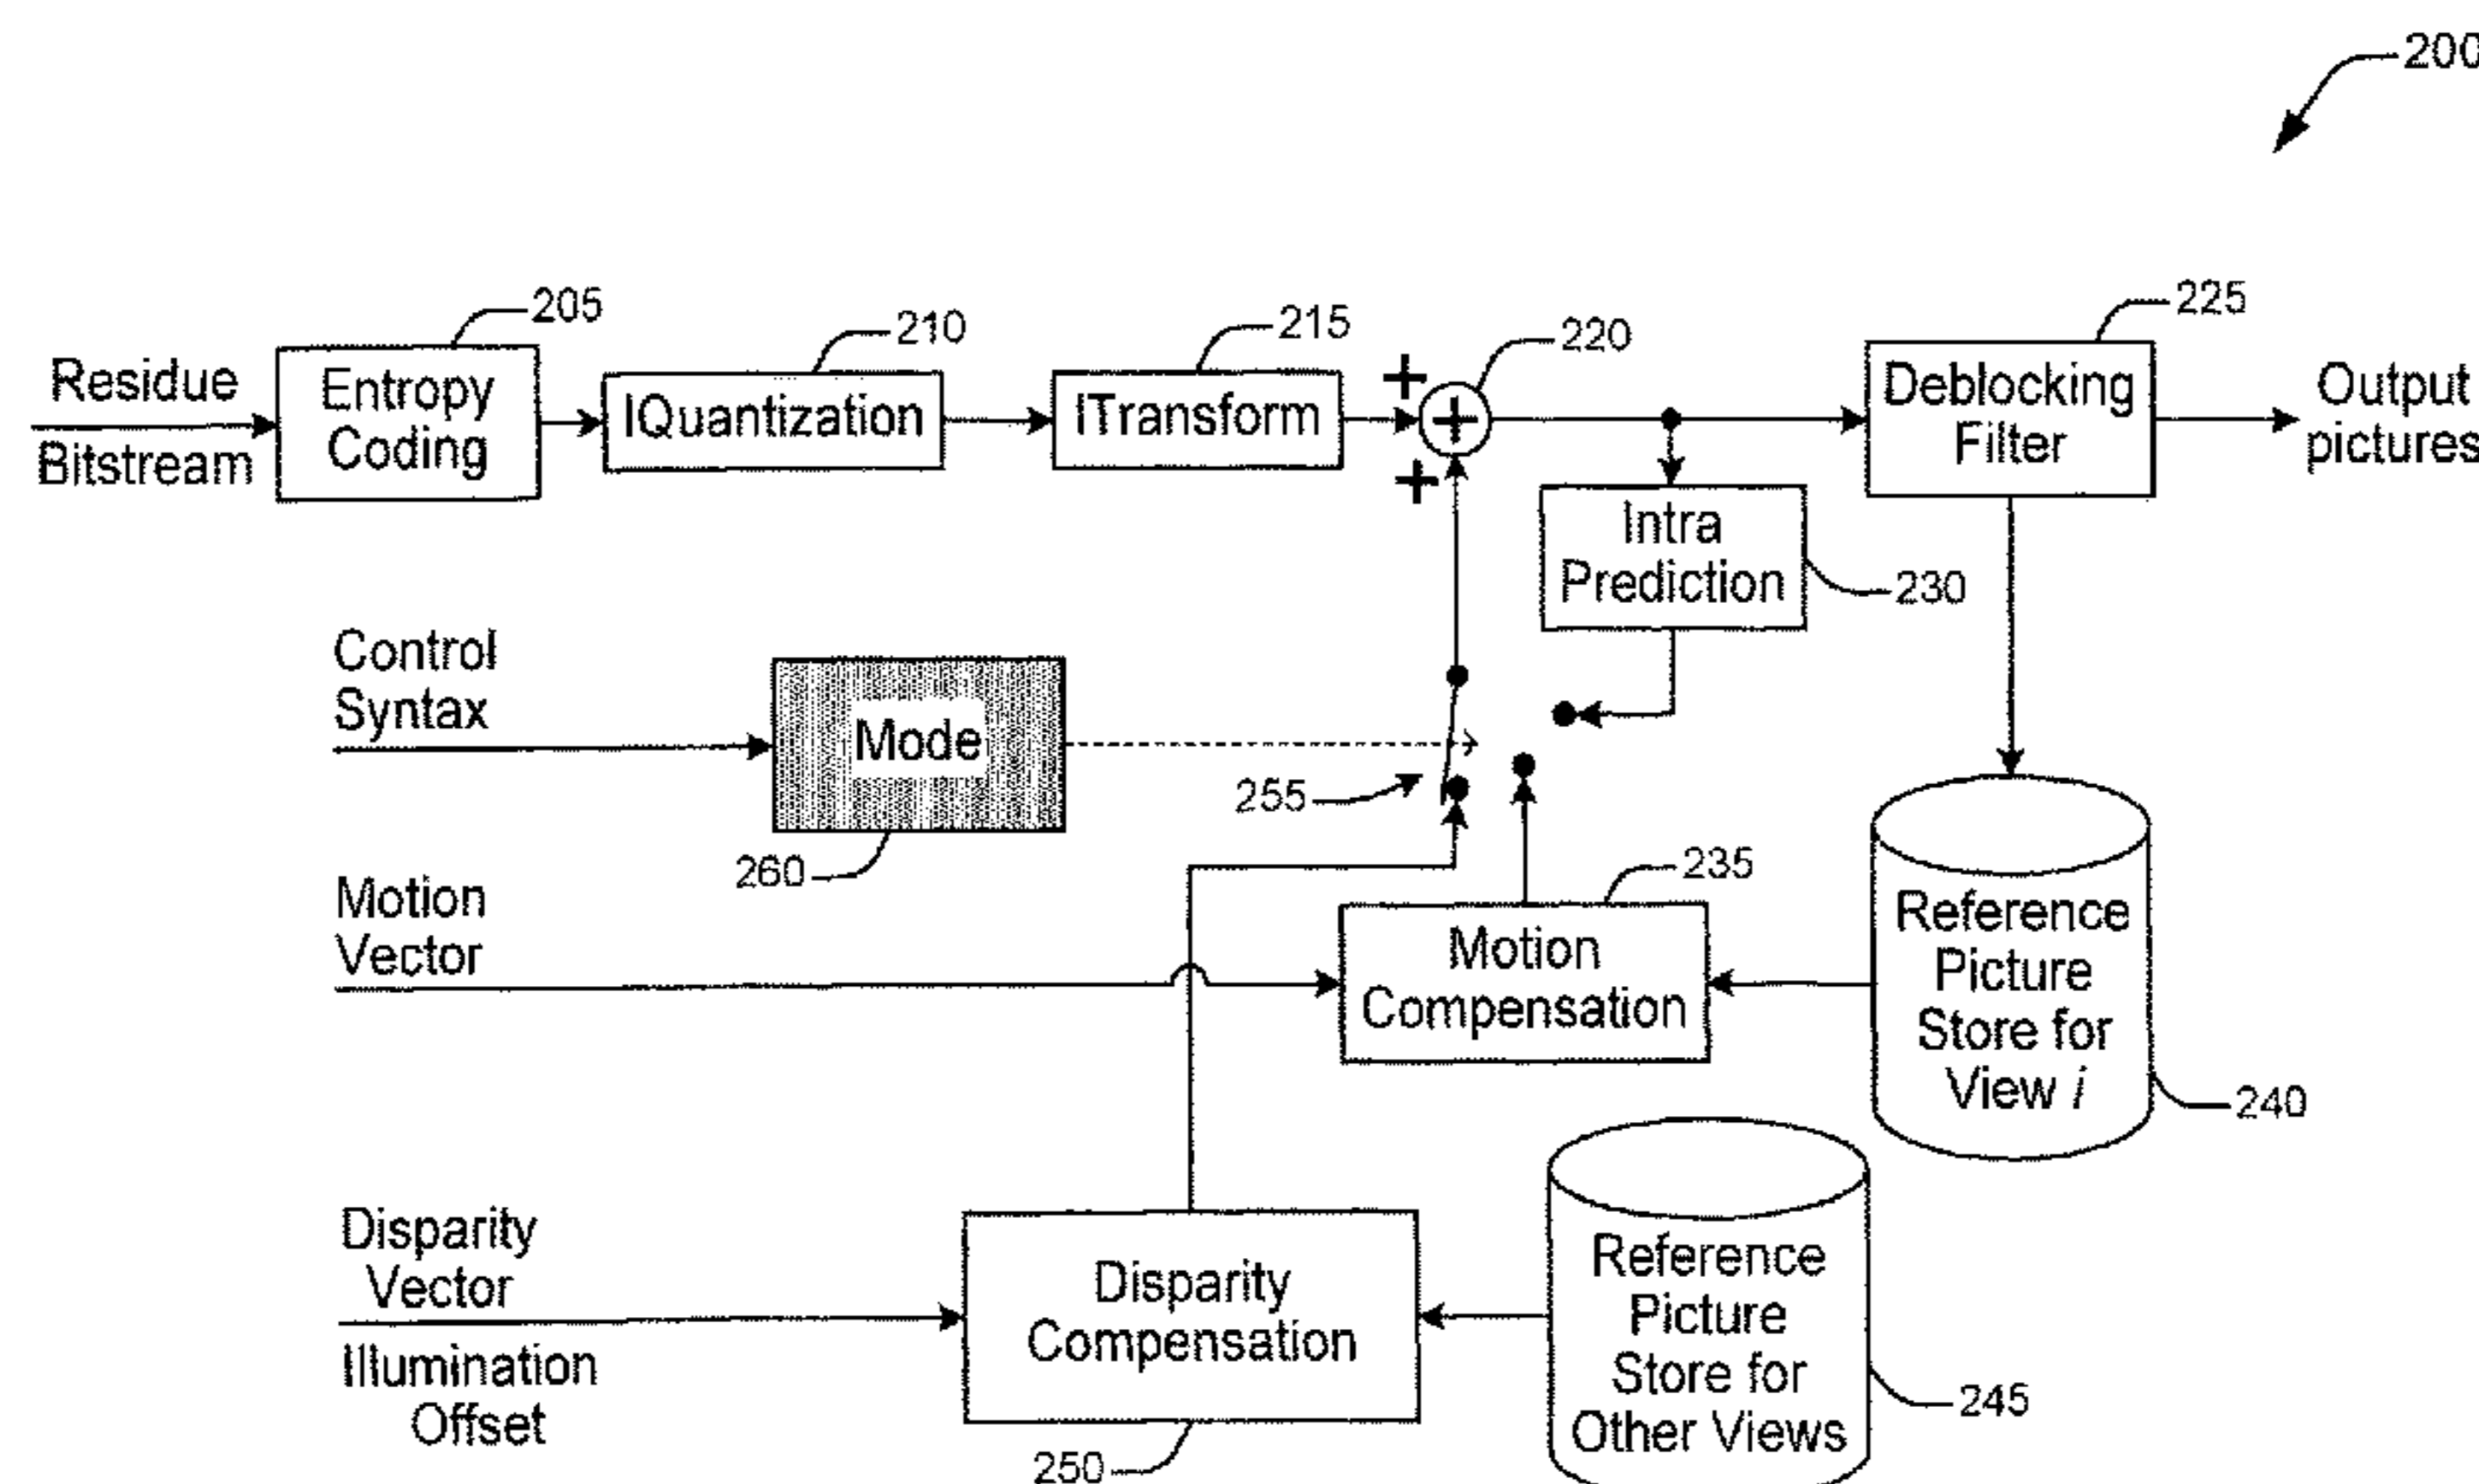 200
205
210
215
220
225
Residue
Bitstream
Entropy
Coding
IQuantization
ITransform
+
+
+
Deblocking
Filter
Output
pictures
Intra
Prediction
230
Control
Syntax
Mode
255
260
Motion
Vector
235
Motion
Compensation
Reference
Picture
Store for
View i
240
Disparity
Vector
Illumination
Offset
Disparity
Compensation
250
Reference
Picture
Store for
Other Views
245